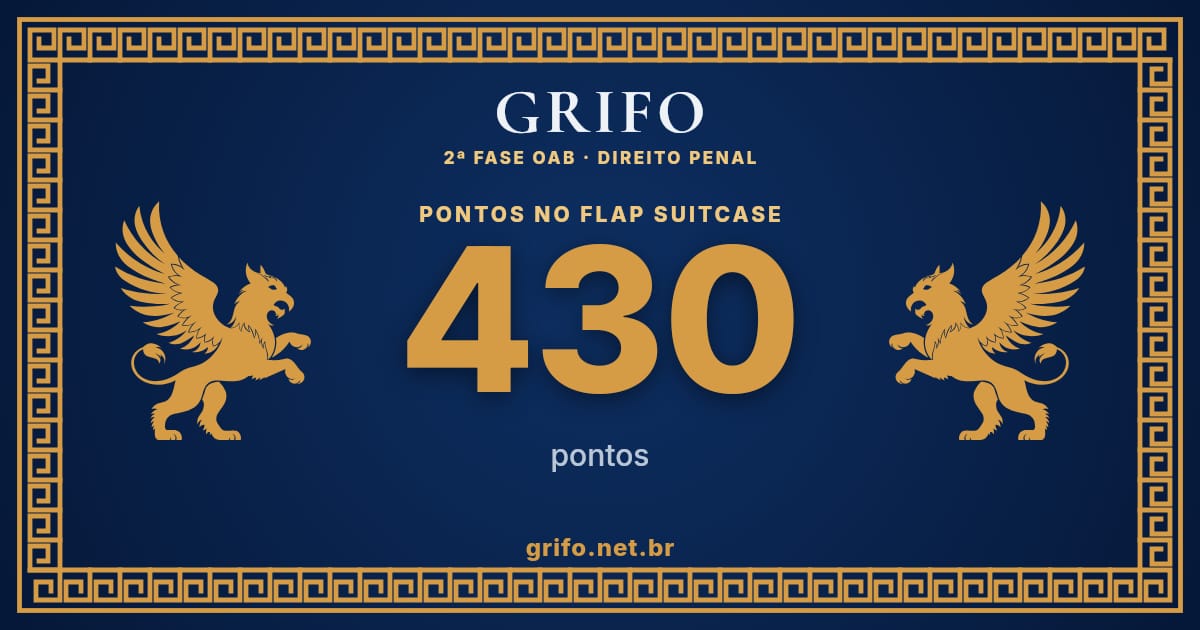 GRIFO
2ª FASE OAB · DIREITO PENAL
PONTOS NO FLAP SUITCASE
430
pontos
grifo.net.br